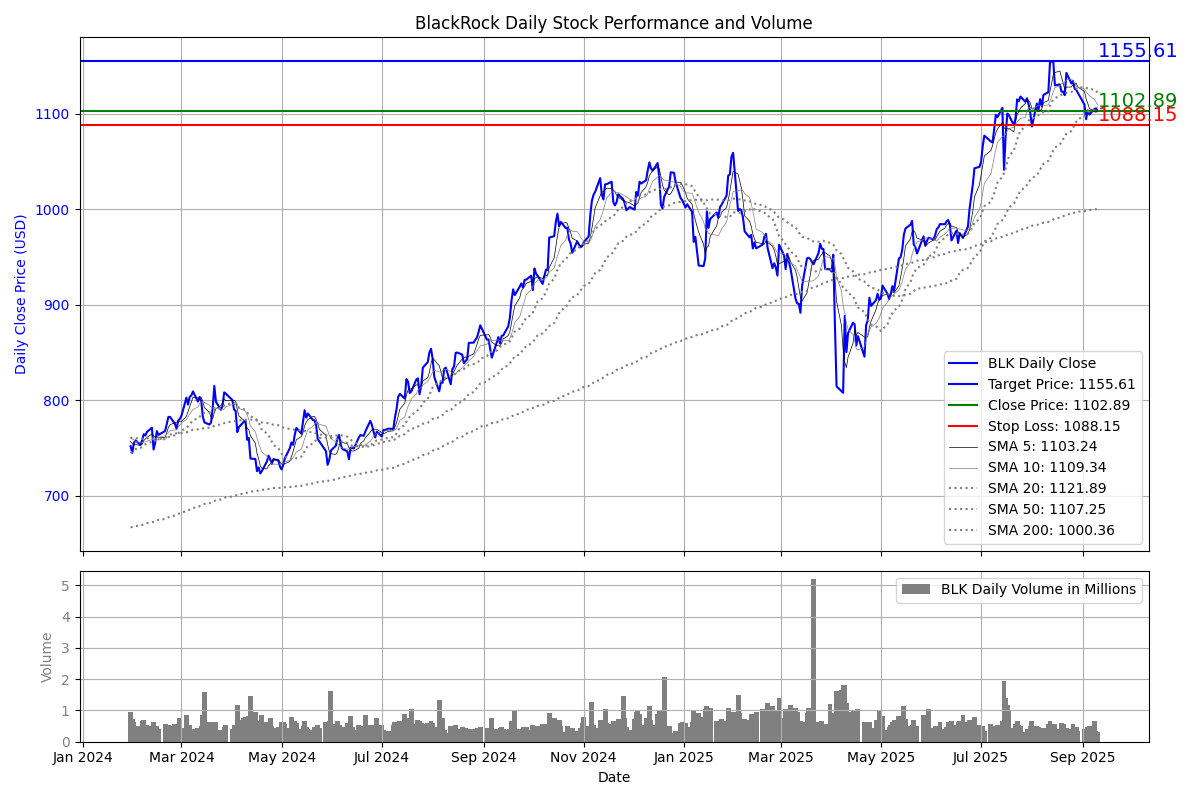 BlackRock Daily Stock Performance and Volume
1155.61
1102.89
1088.15
Daily Close Price (USD)
1100
1000
900
800
700
BLK Daily Close
Target Price: 1155.61
Close Price: 1102.89
Stop Loss: 1088.15
SMA 5: 1103.24
SMA 10: 1109.34
SMA 20: 1121.89
SMA 50: 1107.25
SMA 200: 1000.36
BLK Daily Volume in Millions
Volume
5
4
3
2
1
0
Jan 2024 Mar 2024 May 2024 Jul 2024 Sep 2024 Nov 2024 Jan 2025 Mar 2025 May 2025 Jul 2025 Sep 2025
Date